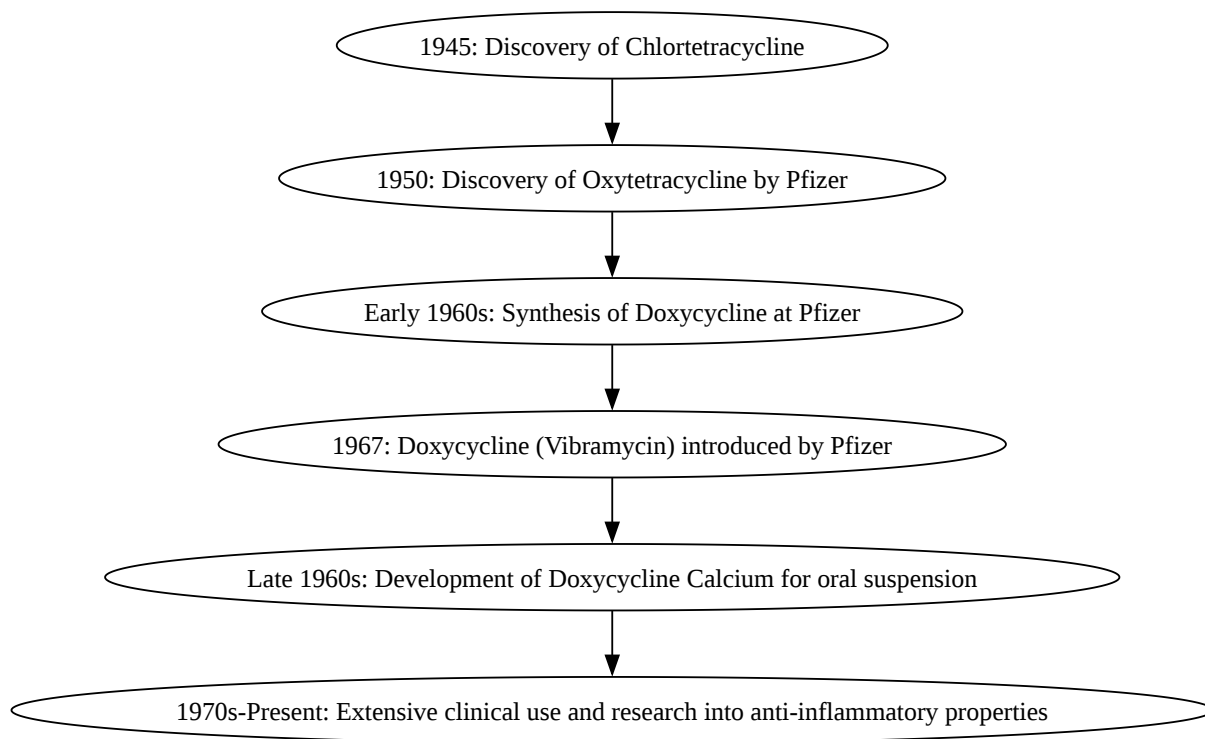 1945: Discovery of Chlortetracycline
1950: Discovery of Oxytetracycline by Pfizer
Early 1960s: Synthesis of Doxycycline at Pfizer
1967: Doxycycline (Vibramycin) introduced by Pfizer
Late 1960s: Development of Doxycycline Calcium for oral suspension
1970s-Present: Extensive clinical use and research into anti-inflammatory properties